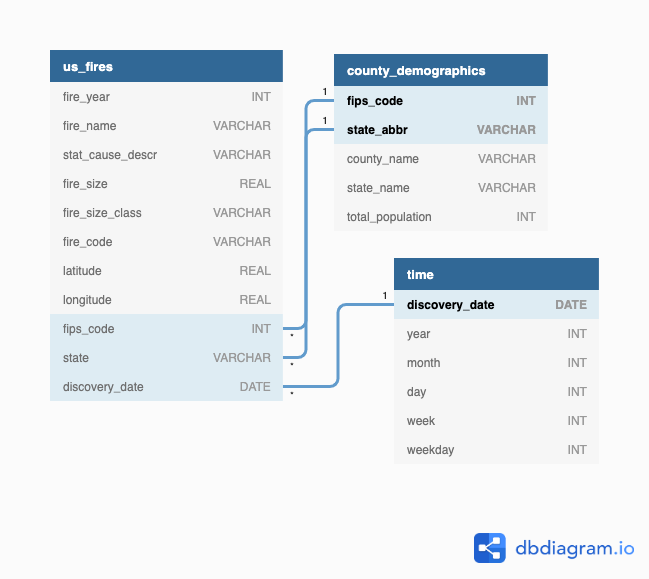 us_fires
fire_year INT
fire_name VARCHAR
stat_cause_descr VARCHAR
fire_size REAL
fire_size_class VARCHAR
fire_code VARCHAR
latitude REAL
longitude REAL
fips_code INT
*
state VARCHAR
*
discovery_date DATE
*
county_demographics
1
fips_code INT
1
state_abbr VARCHAR
county_name VARCHAR
state_name VARCHAR
total_population INT
time
1
discovery_date DATE
year INT
month INT
day INT
week INT
weekday INT
dbdiagram.io